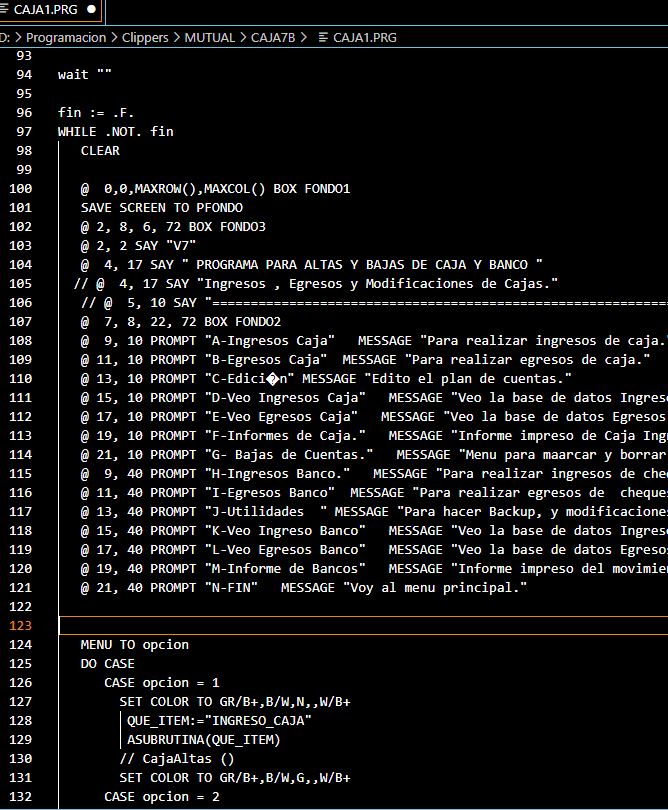 CAJA1.PRG
D: > Programacion > Clippers > MUTUAL > CAJA7B > CAJA1.PRG
93
94 wait ""
95
96 fin := .F.
97 WHILE .NOT. fin
98 CLEAR
99
100 @  0,0,MAXROW(),MAXCOL() BOX FONDO1
101 SAVE SCREEN TO PFONDO
102 @ 2, 8, 6, 72 BOX FONDO3
103 @ 2, 2 SAY "V7"
104 @  4, 17 SAY " PROGRAMA PARA ALTAS Y BAJAS DE CAJA Y BANCO "
105 // @  4, 17 SAY "Ingresos , Egresos y Modificaciones de Cajas."
106 // @  5, 10 SAY "==========================================================
107 @  7, 8, 22, 72 BOX FONDO2
108 @  9, 10 PROMPT "A-Ingresos Caja"   MESSAGE "Para realizar ingresos de caja."
109 @ 11, 10 PROMPT "B-Egresos Caja"  MESSAGE "Para realizar egresos de caja."
110 @ 13, 10 PROMPT "C-Edici�n" MESSAGE "Edito el plan de cuentas."
111 @ 15, 10 PROMPT "D-Veo Ingresos Caja"   MESSAGE "Veo la base de datos Ingreso
112 @ 17, 10 PROMPT "E-Veo Egresos Caja"    MESSAGE "Veo la base de datos Egresos
113 @ 19, 10 PROMPT "F-Informes de Caja."   MESSAGE "Informe impreso de Caja Ing
114 @ 21, 10 PROMPT "G- Bajas de Cuentas."   MESSAGE "Menu para maarcar y borrar
115 @  9, 40 PROMPT "H-Ingresos Banco."   MESSAGE "Para realizar ingresos de che
116 @ 11, 40 PROMPT "I-Egresos Banco"  MESSAGE "Para realizar egresos de  cheque
117 @ 13, 40 PROMPT "J-Utilidades  " MESSAGE "Para hacer Backup, y modificaciones
118 @ 15, 40 PROMPT "K-Veo Ingreso Banco"   MESSAGE "Veo la base de datos Ingreso
119 @ 17, 40 PROMPT "L-Veo Egresos Banco"   MESSAGE "Veo la base de datos Egreso
120 @ 19, 40 PROMPT "M-Informe de Bancos"   MESSAGE "Informe impreso del movimie
121 @ 21, 40 PROMPT "N-FIN"   MESSAGE "Voy al menu principal."
122
123
124 MENU TO opcion
125 DO CASE
126 CASE opcion = 1
127 SET COLOR TO GR/B+,B/W,N,,W/B+
128 QUE_ITEM:="INGRESO_CAJA"
129 ASUBRUTINA(QUE_ITEM)
130 // CajaAltas ()
131 SET COLOR TO GR/B+,B/W,G,,W/B+
132 CASE opcion = 2